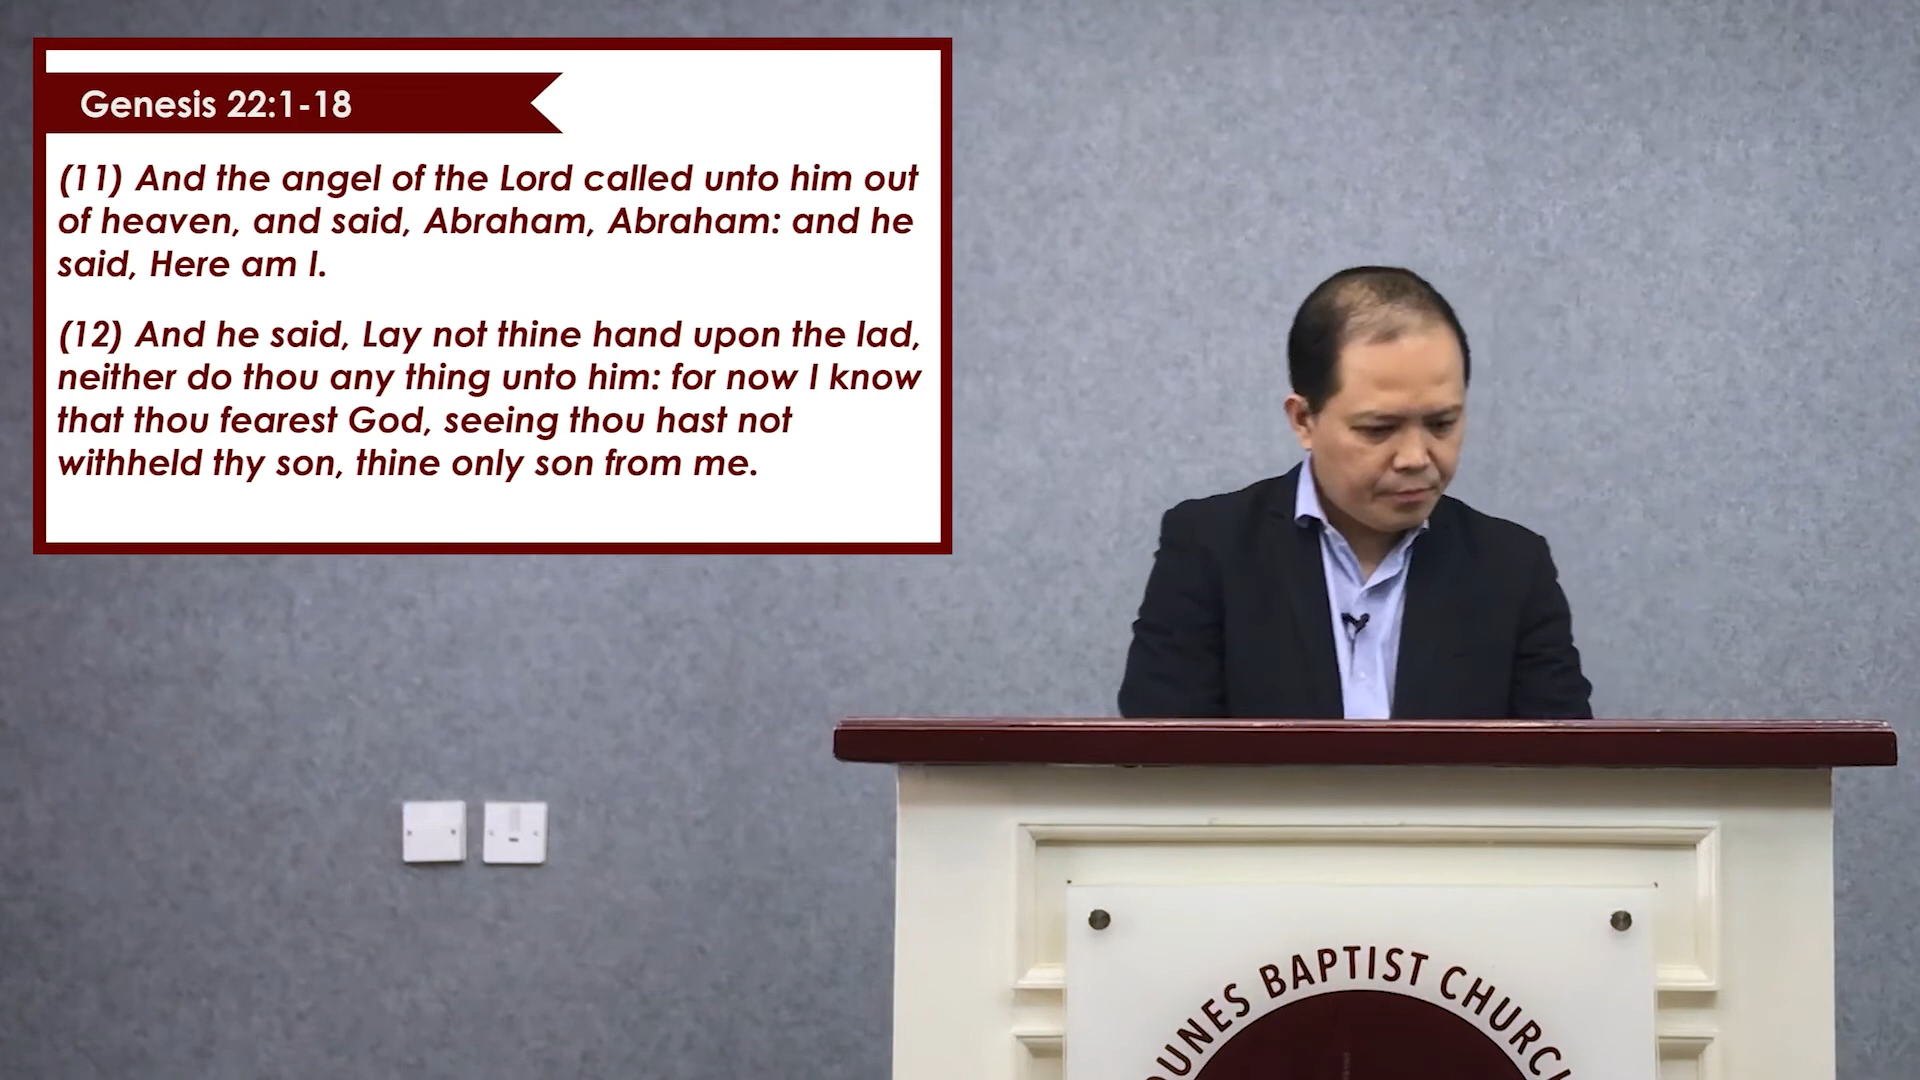 Genesis 22:1-18
(11) And the angel of the Lord called unto him out
of heaven, and said, Abraham, Abraham: and he
said, Here am I.
(12) And he said, Lay not thine hand upon the lad,
neither do thou any thing unto him: for now I know
that thou fearest God, seeing thou hast not
withheld thy son, thine only son from me.
DUNES BAPTIST CHURCH